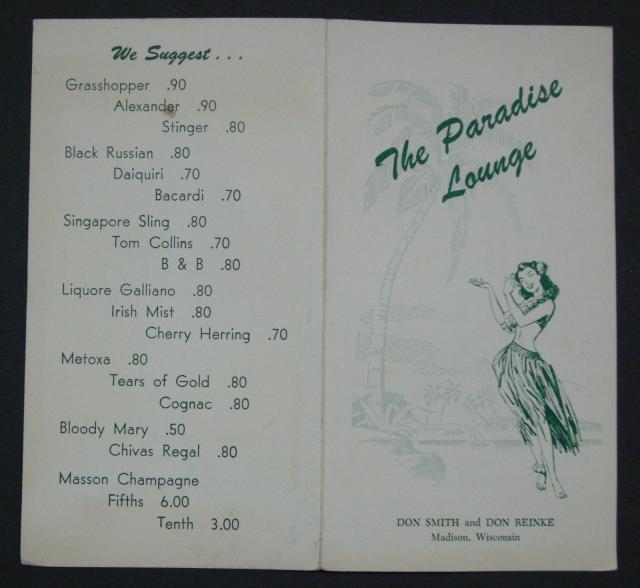 We Suggest...
Grasshopper .90
Alexander .90
Stinger .80
Black Russian .80
Daiquiri .70
Bacardi .70
Singapore Sling .80
Tom Collins .70
B & B .80
Liquore Galliano .80
Irish Mist .80
Cherry Herring .70
Metoxa .80
Tears of Gold .80
Cognac .80
Bloody Mary .50
Chivas Regal .80
Masson Champagne
Fifths 6.00
Tenth 3.00
The Paradise
Lounge
DON SMITH and DON REINKE
Madison, Wisconsin